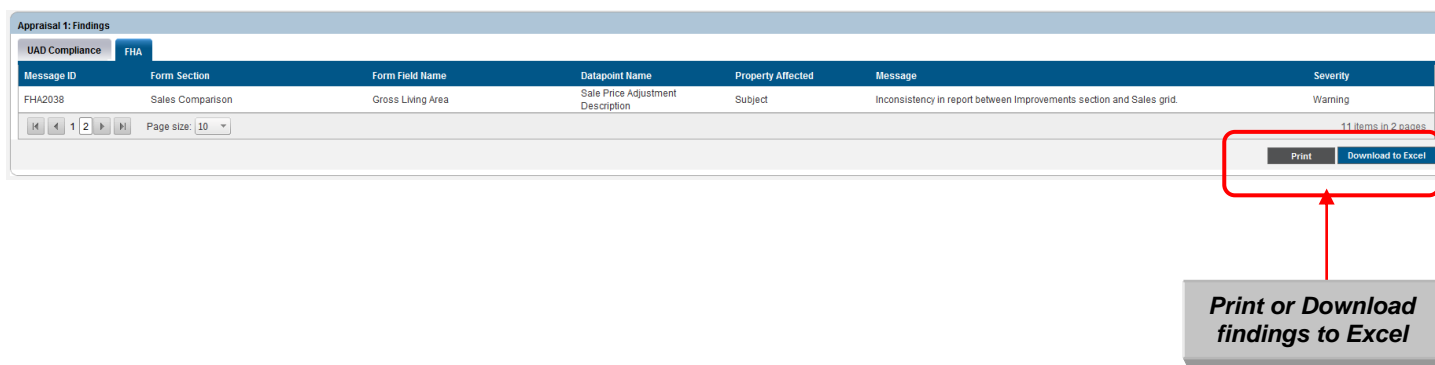 Appraisal 1: Findings
UAD Compliance FHA
Message ID Form Section Form Field Name Datapoint Name Property Affected Message Severity
FHA2038 Sales Comparison Gross Living Area Sale Price Adjustment Description Subject Inconsistency in report between Improvements section and Sales grid. Warning
1 2 Page size: 10 11 items in 2 pages
Print Download to Excel
Print or Download
findings to Excel